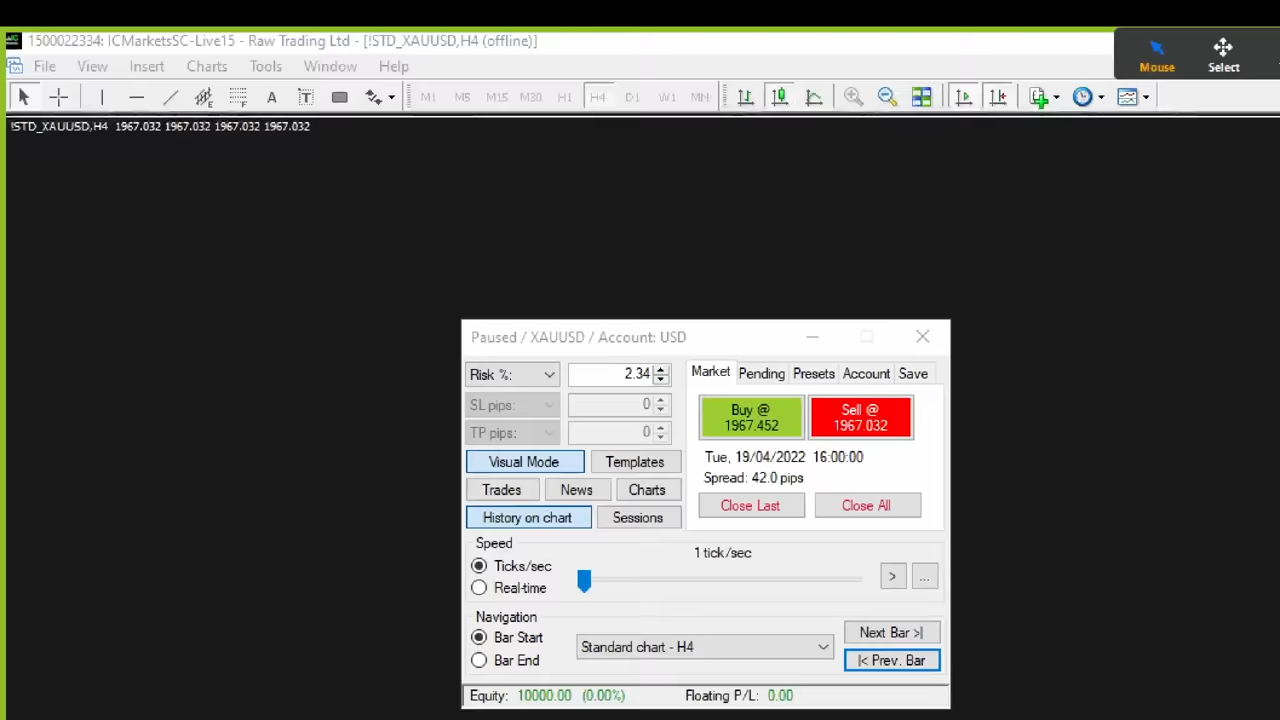 1500022334: ICMarketsSC-Live15 - Raw Trading Ltd - [!STD_XAUUSD,H4 (offline)]
Mouse Select
File View Insert Charts Tools Window Help
A T M1 M5 M15 M30 H1 H4 D1 W1 MN
!STD_XAUUSD,H4 1967.032 1967.032 1967.032 1967.032
Paused / XAUUSD / Account: USD
Risk %: 2.34
Market Pending Presets Account Save
SL pips: 0
Buy @ 1967.452
Sell @ 1967.032
TP pips: 0
Visual Mode Templates
Tue, 19/04/2022 16:00:00
Spread: 42.0 pips
Trades News Charts
Close Last Close All
History on chart Sessions
Speed
1 tick/sec
Ticks/sec
> ...
Real-time
Navigation
Bar Start
Next Bar >|
Standard chart - H4
Bar End
|< Prev. Bar
Equity: 10000.00 (0.00%) Floating P/L: 0.00